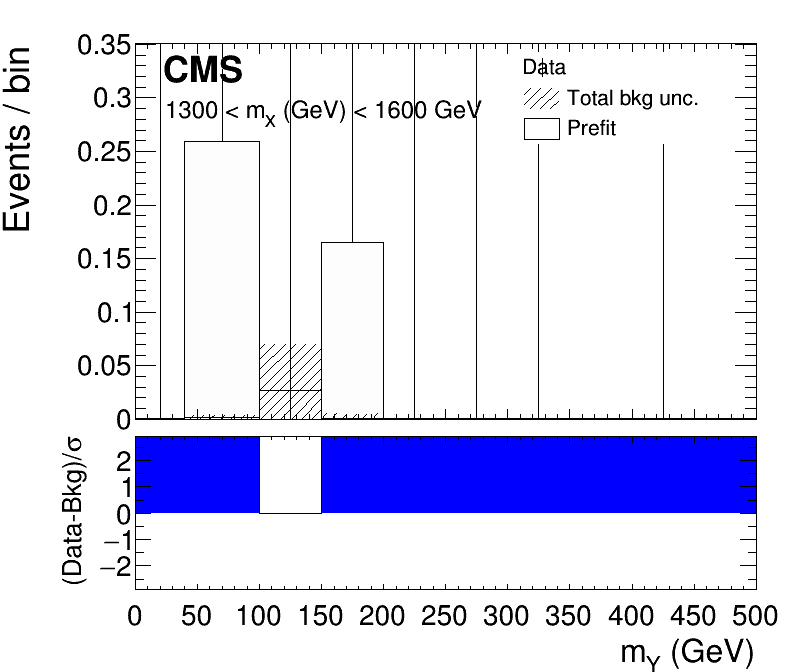 Events / bin
0.35
0.3
0.25
0.2
0.15
0.1
0.05
0
CMS
1300 < mX (GeV) < 1600 GeV
Data
Total bkg unc.
Prefit
(Data-Bkg)/σ
2
1
0
−1
−2
0 50 100 150 200 250 300 350 400 450 500
mY (GeV)